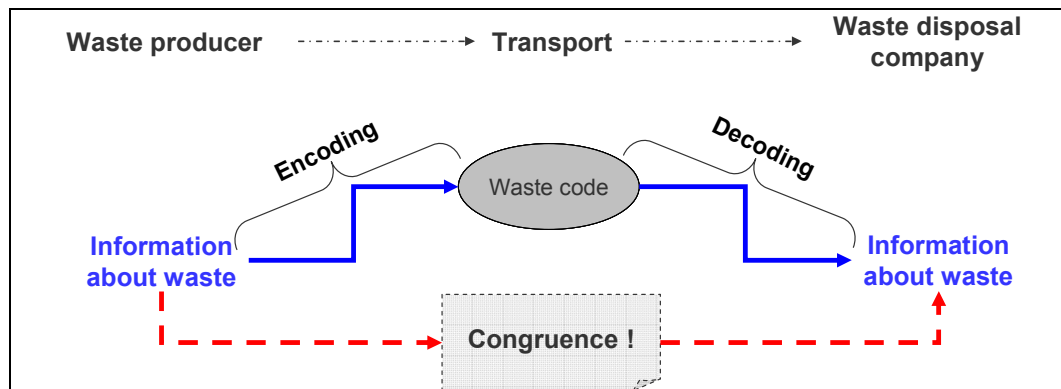 Waste producer
Transport
Waste disposal
company
Encoding
Decoding
Waste code
Information
about waste
Information
about waste
Congruence !